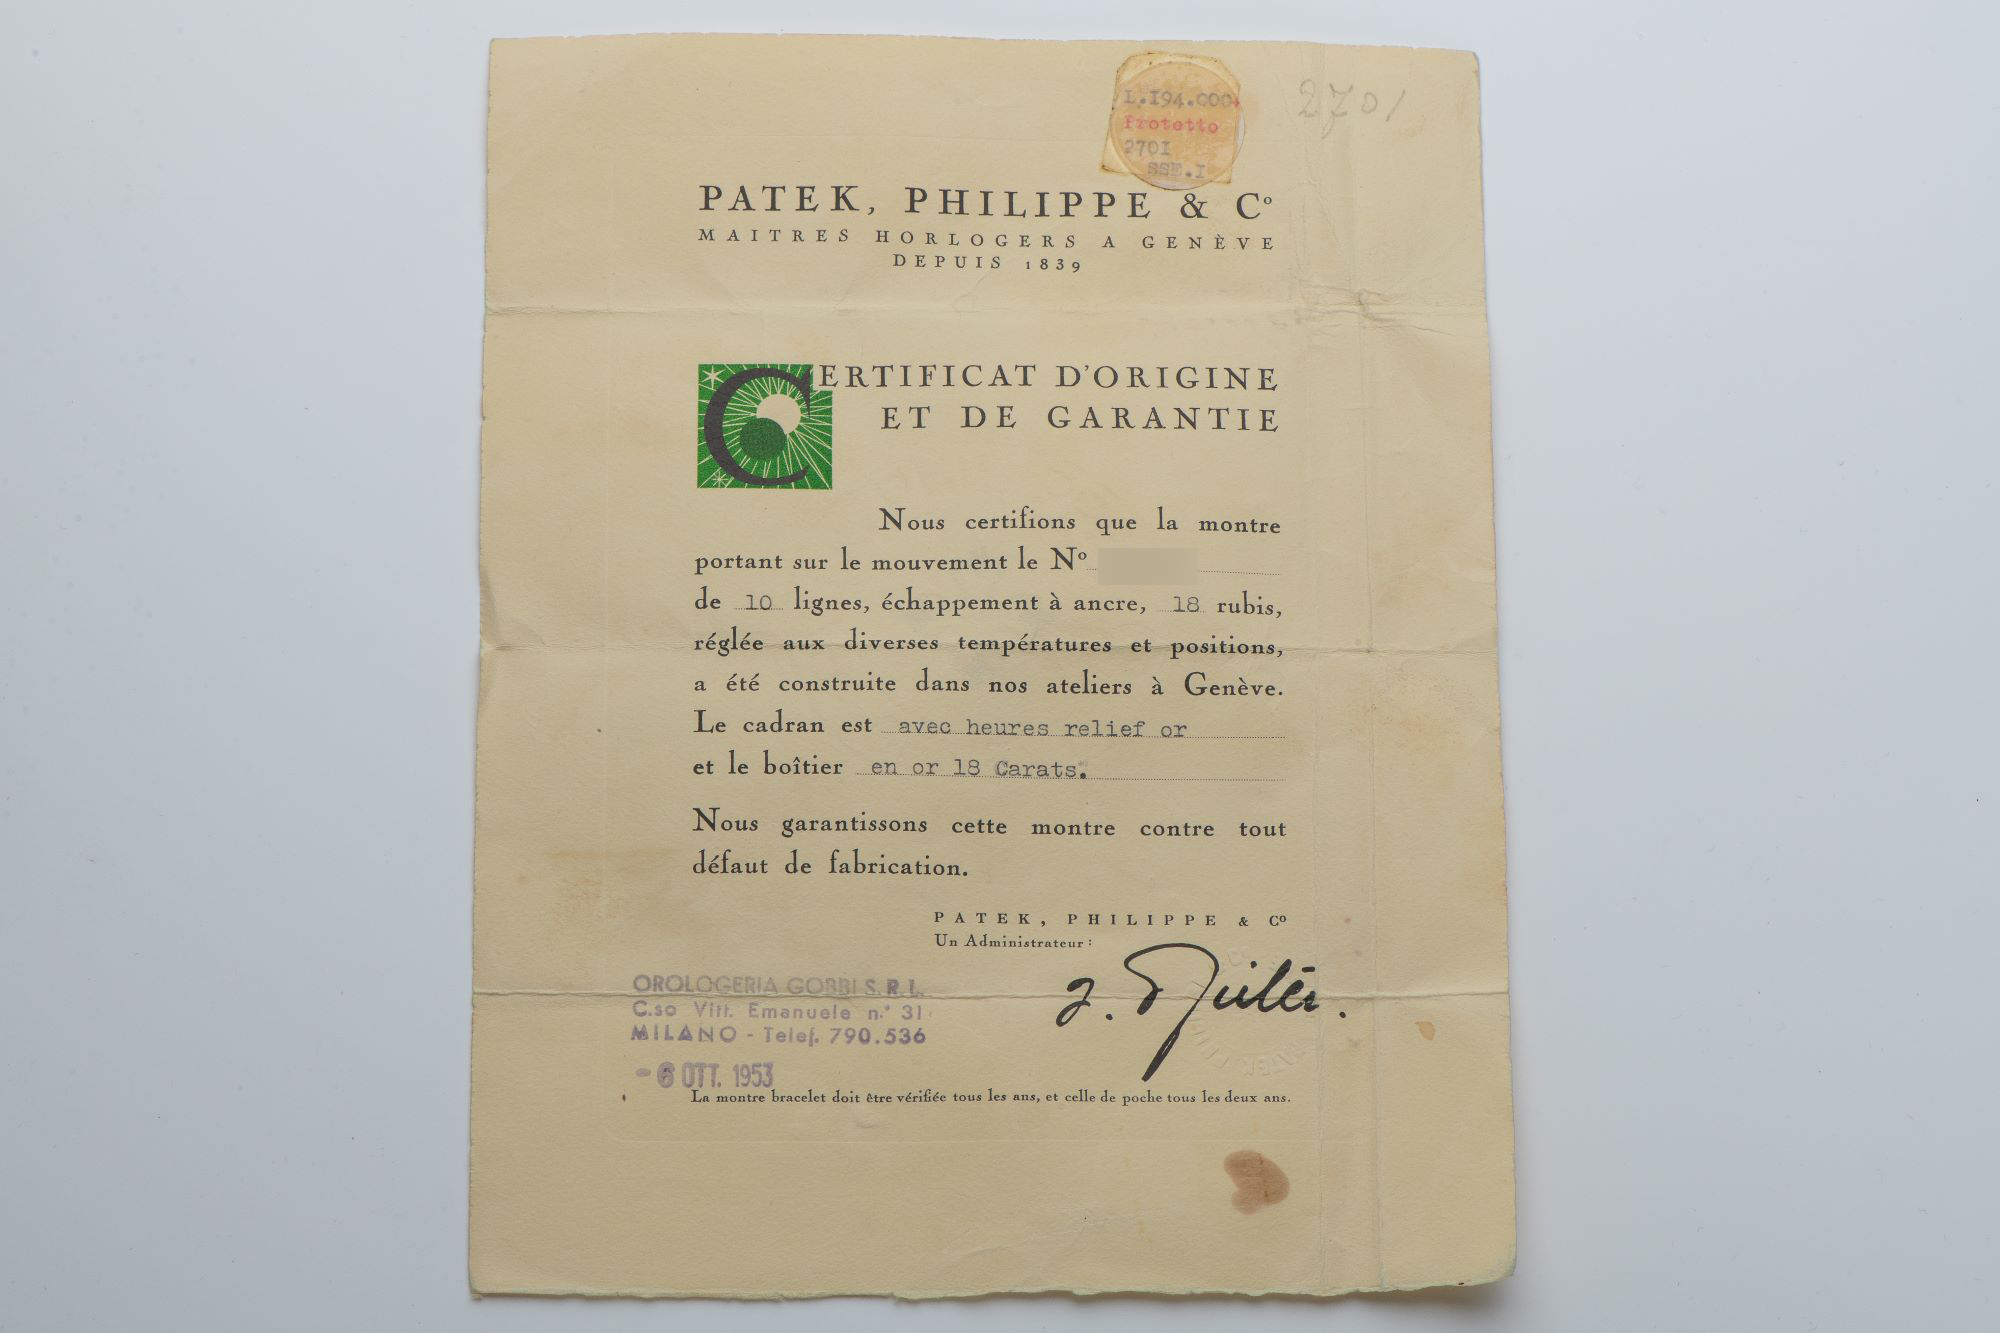 L.194.000
Protetto
2701
SSE.I
2701
PATEK, PHILIPPE & Cº
MAITRES HORLOGERS A GENÈVE
DEPUIS 1839
CERTIFICAT D'ORIGINE
ET DE GARANTIE
Nous certifions que la montre
portant sur le mouvement le Nº
de 10 lignes, échappement à ancre, 18 rubis,
réglée aux diverses températures et positions,
a été construite dans nos ateliers à Genève.
Le cadran est avec heures relief or
et le boîtier en or 18 Carats.
Nous garantissons cette montre contre tout
défaut de fabrication.
PATEK, PHILIPPE & Cº
Un Administrateur :
OROLOGERIA GOBBI S.R.L.
C.so Vitt. Emanuele n.° 31
MILANO - Telef. 790.536
- 6 OTT. 1953
La montre bracelet doit être vérifiée tous les ans, et celle de poche tous les deux ans.